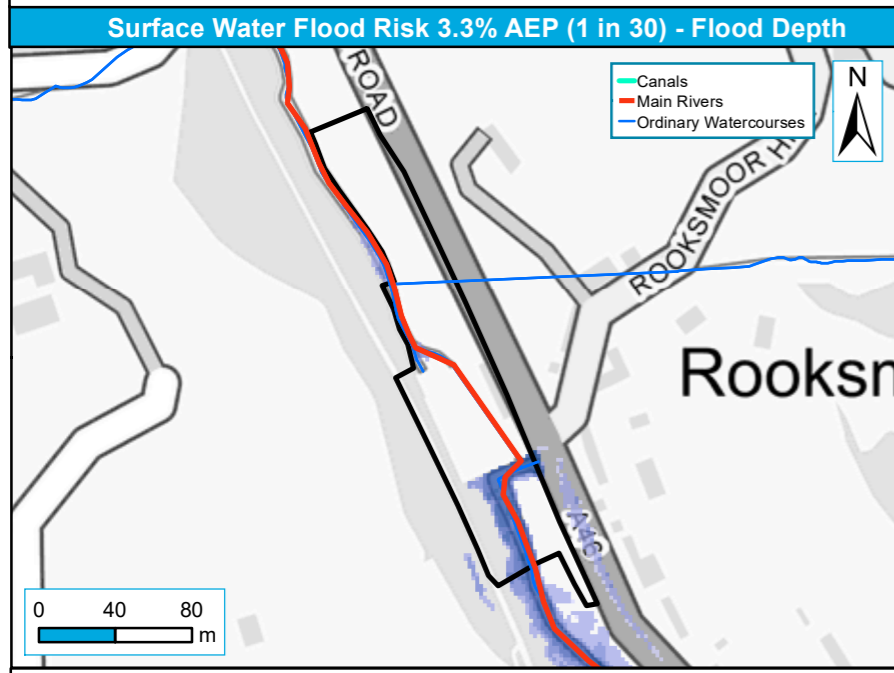 Surface Water Flood Risk 3.3% AEP (1 in 30) - Flood Depth
ROAD
Canals
Main Rivers
Ordinary Watercourses
N
ROOKSMOOR H
Rooksm
A46
0 40 80
m